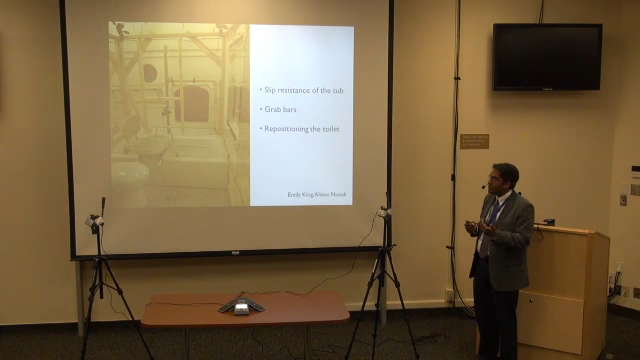 • Slip resistance of the tub
• Grab bars
• Repositioning the toilet
Emily King, Alison Novak